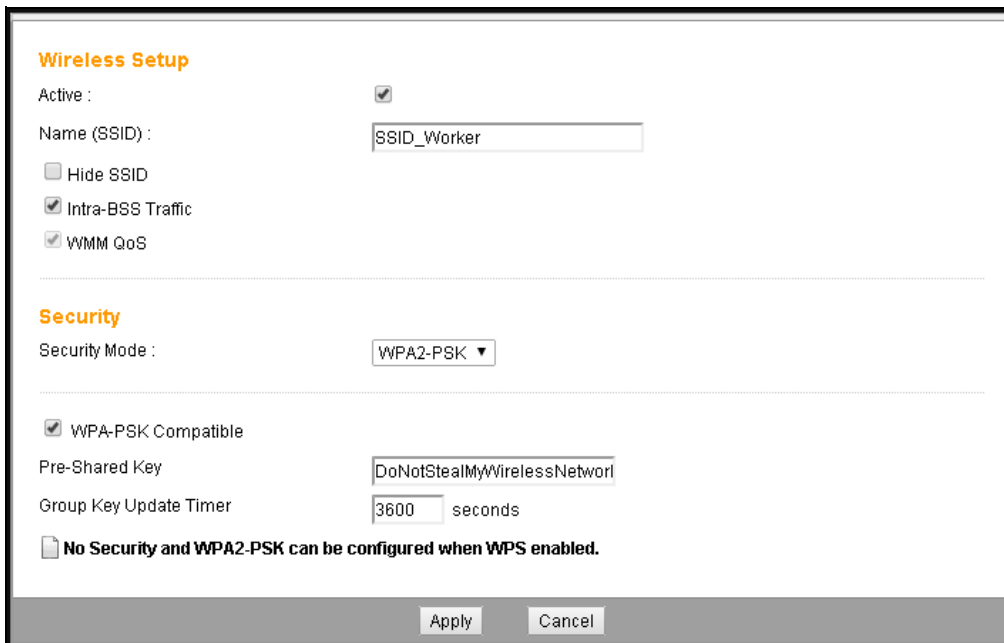 Wireless Setup
Active :
Name (SSID) : SSID_Worker
Hide SSID
Intra-BSS Traffic
WMM QoS
Security
Security Mode : WPA2-PSK
WPA-PSK Compatible
Pre-Shared Key DoNotStealMyWirelessNetworl
Group Key Update Timer 3600 seconds
No Security and WPA2-PSK can be configured when WPS enabled.
Apply Cancel